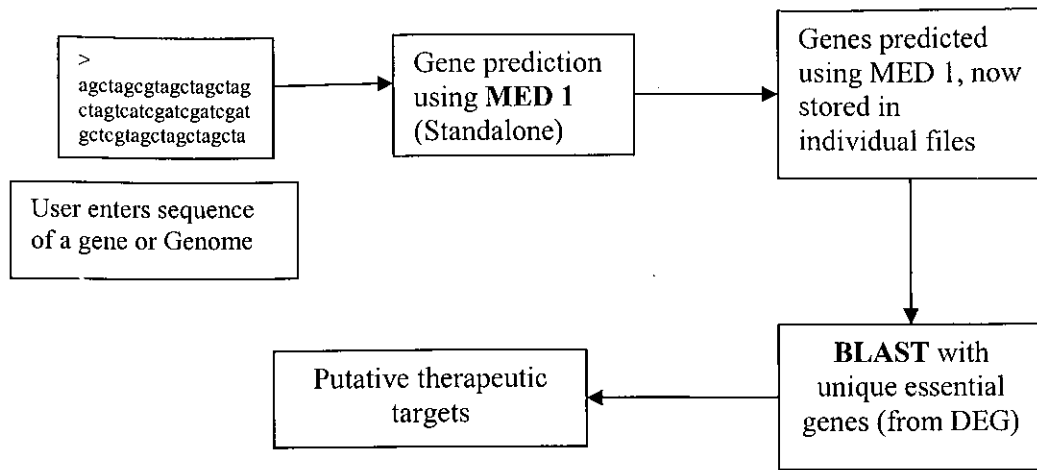 >
agctagcgtagctagctag
ctagtcatcgatcgatcgat
gctcgtagctagctagcta
User enters sequence
of a gene or Genome
Gene prediction
using MED 1
(Standalone)
Genes predicted
using MED 1, now
stored in
individual files
BLAST with
unique essential
genes (from DEG)
Putative therapeutic
targets